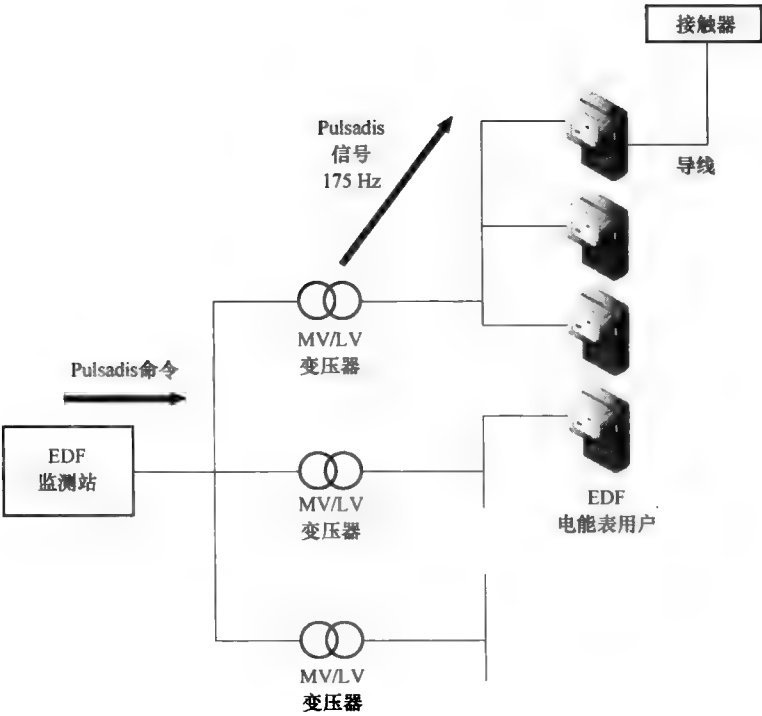 接触器
Pulsadis
信号
175 Hz
导线
MV/LV
变压器
Pulsadis命令
EDF
监测站
MV/LV
变压器
EDF
电能表用户
MV/LV
变压器